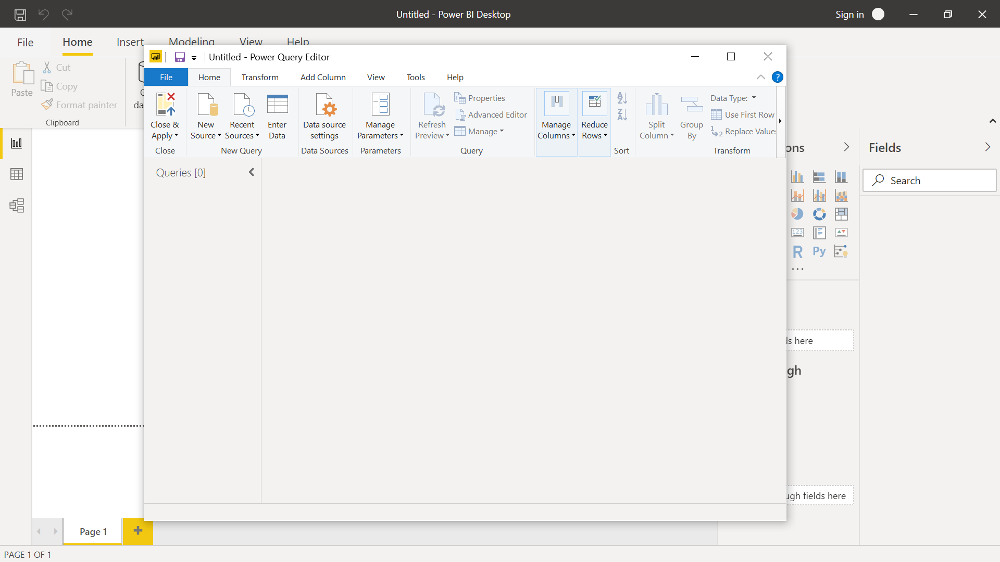 Untitled - Power BI Desktop
Sign in
File
Home
Insert
Modeling
View
Help
Paste
Cut
Copy
Format painter
Clipboard
Untitled - Power Query Editor
File
Home
Transform
Add Column
View
Tools
Help
?
Close &
Apply
Close
New
Source
Recent
Sources
Enter
Data
New Query
Data source
settings
Data Sources
Manage
Parameters
Parameters
Refresh
Preview
Properties
Advanced Editor
Manage
Query
Manage
Columns
Reduce
Rows
A
Z
Z
A
Sort
Split
Column
Group
By
Data Type:
Use First Row
1
2 Replace Values
Transform
Queries [0]
ons
Fields
Search
123
R
Py
ds here
gh
ugh fields here
Page 1
PAGE 1 OF 1